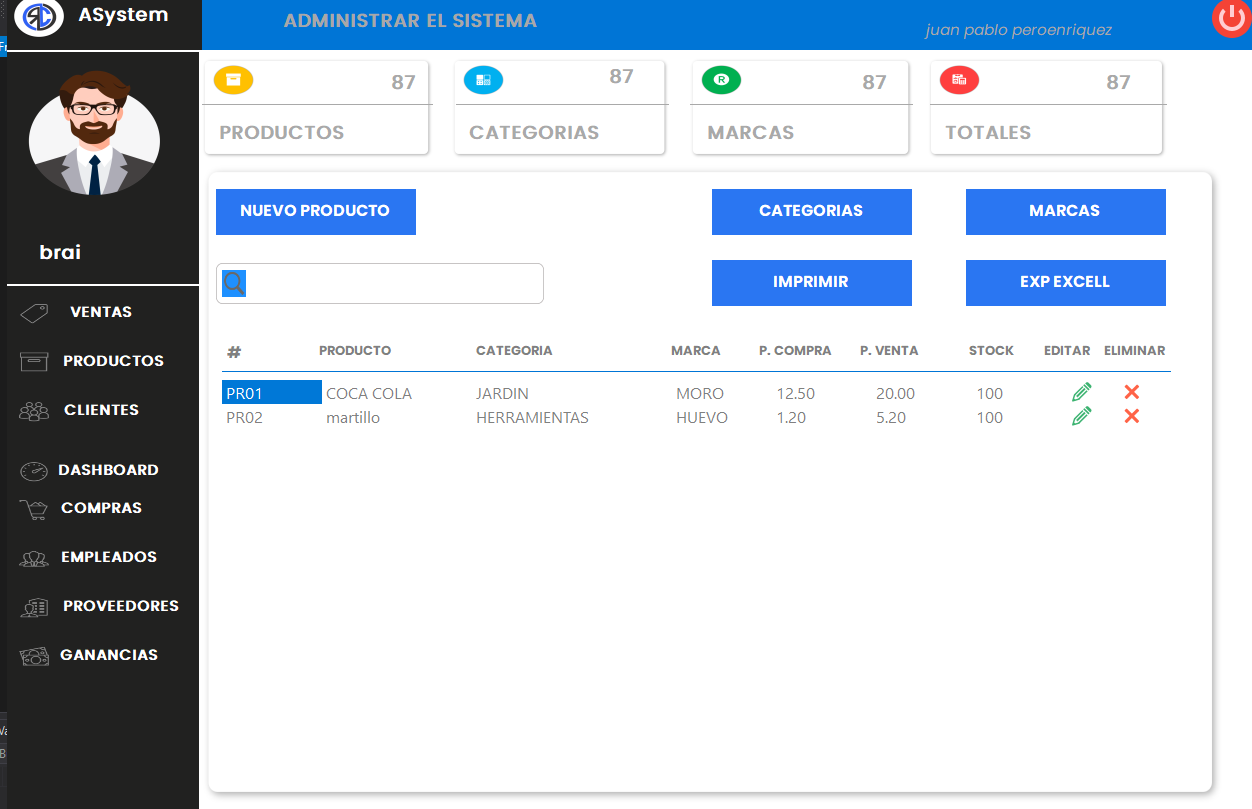 ASystem
ADMINISTRAR EL SISTEMA
juan pablo peroenriquez
87
PRODUCTOS
87
CATEGORIAS
R
87
MARCAS
87
TOTALES
brai
VENTAS
PRODUCTOS
CLIENTES
DASHBOARD
COMPRAS
EMPLEADOS
PROVEEDORES
GANANCIAS
NUEVO PRODUCTO
CATEGORIAS
MARCAS
IMPRIMIR
EXP EXCELL
# PRODUCTO CATEGORIA MARCA P. COMPRA P. VENTA STOCK EDITAR ELIMINAR
PR01 COCA COLA JARDIN MORO 12.50 20.00 100
PR02 martillo HERRAMIENTAS HUEVO 1.20 5.20 100